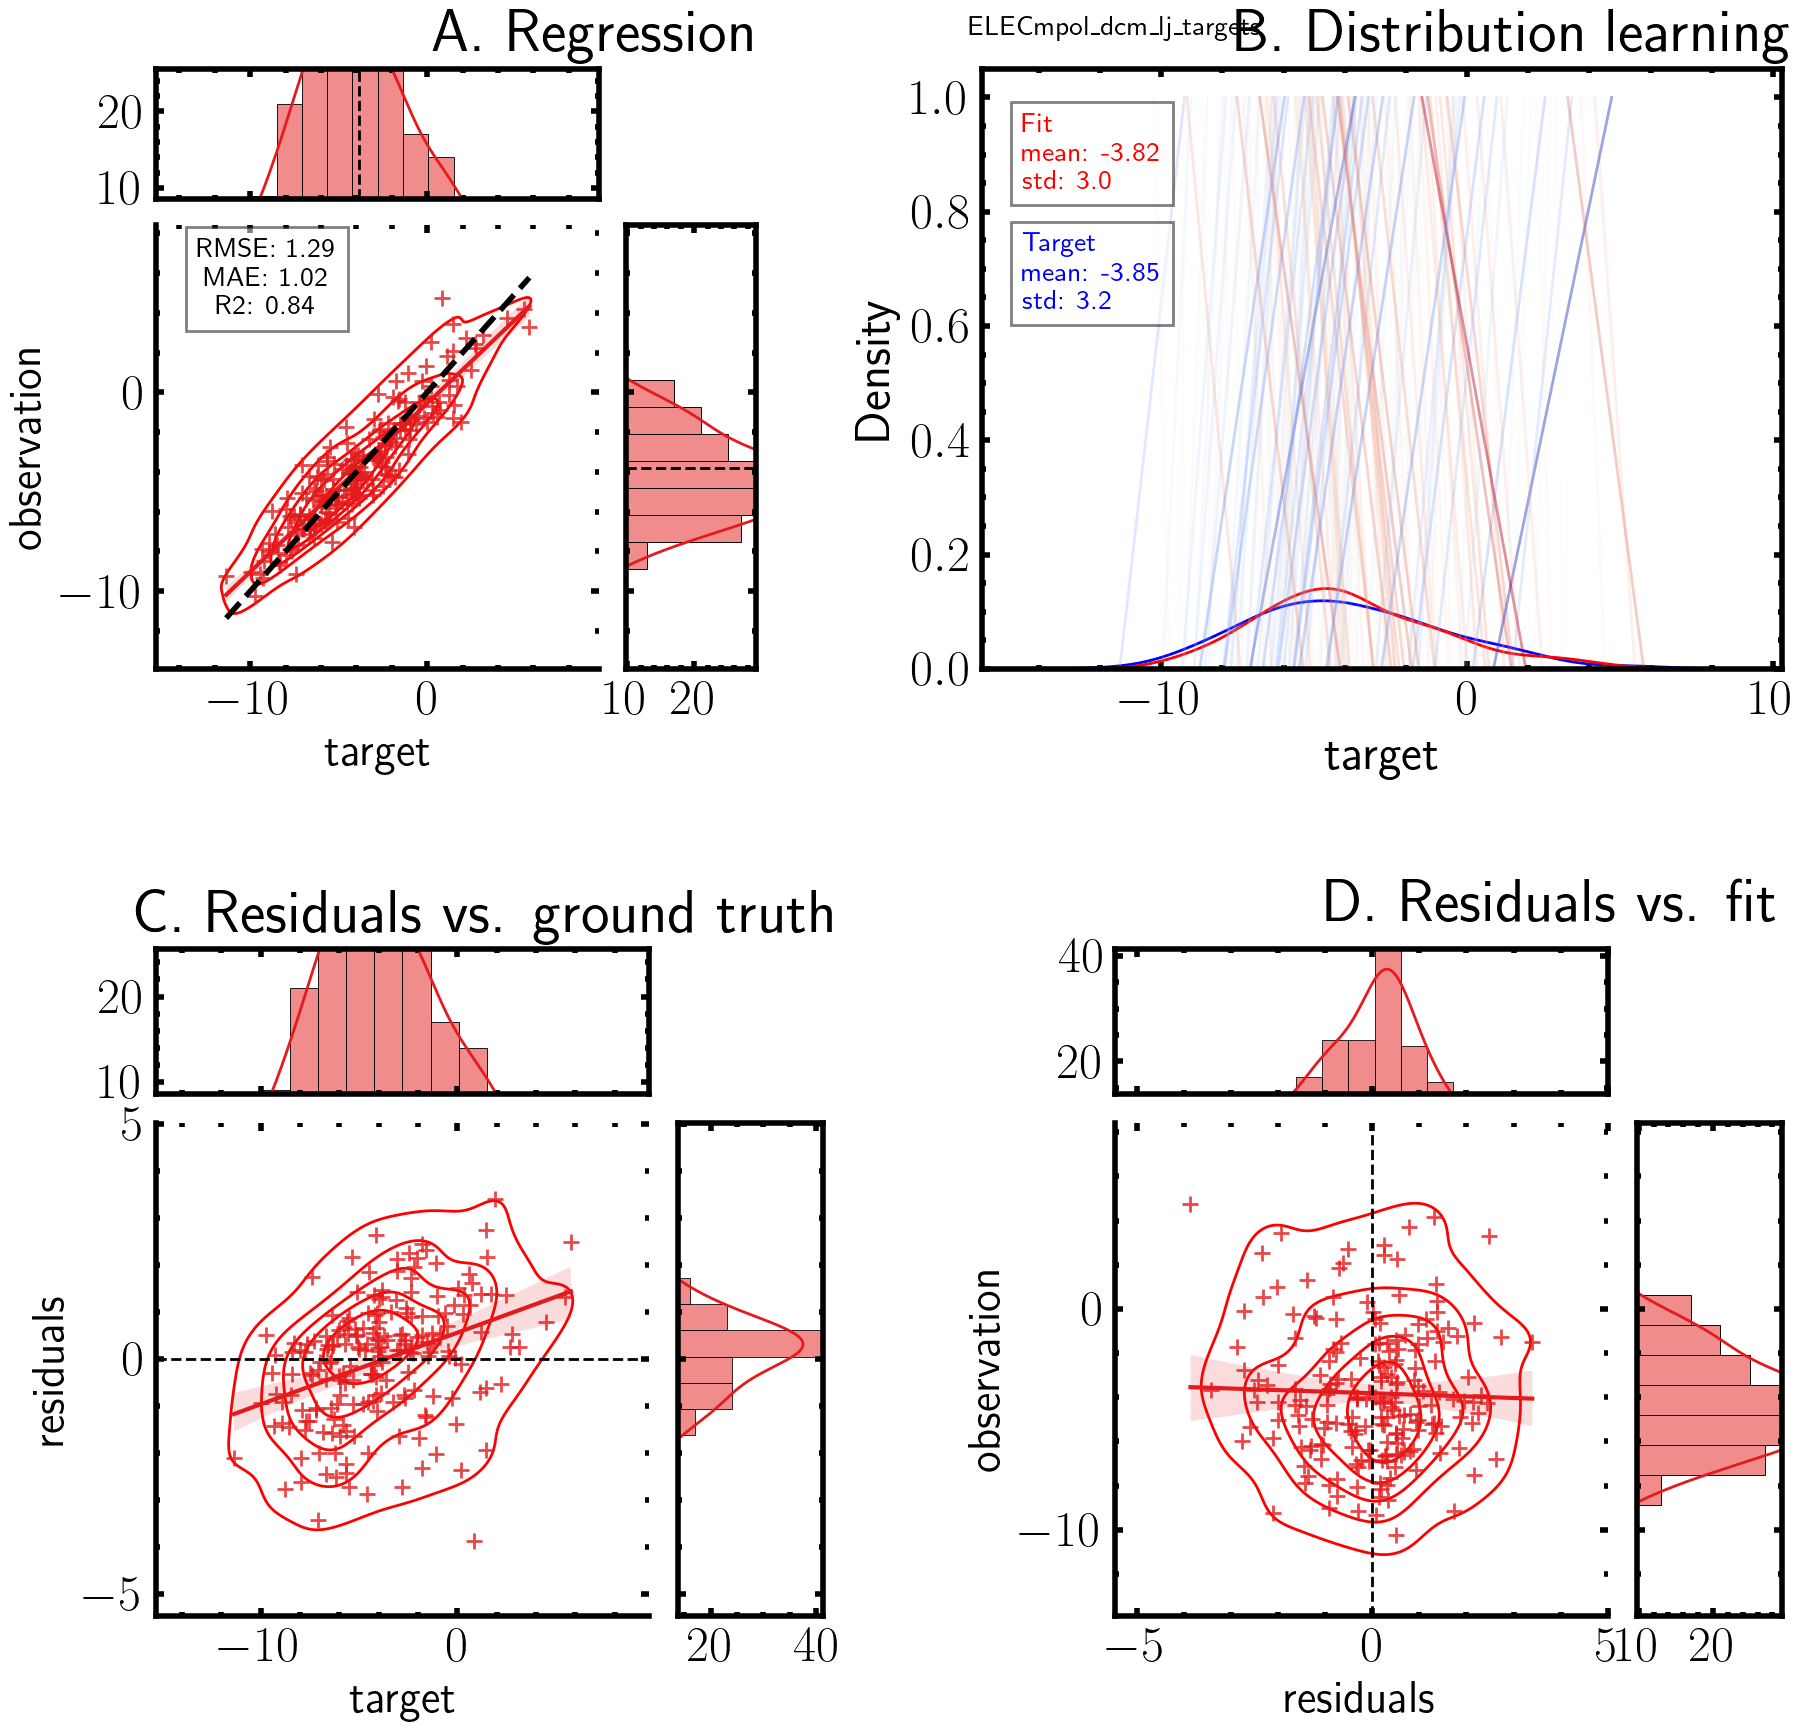 A. Regression
20
10
RMSE: 1.29
MAE: 1.02
R2: 0.84
observation
0
−10
−10
0
10
20
target
ELECmpol_dcm_lj_targets
B. Distribution learning
1.0
0.8
0.6
0.4
0.2
0.0
Fit
mean: -3.82
std: 3.0
Target
mean: -3.85
std: 3.2
Density
−10
0
10
target
C. Residuals vs. ground truth
20
10
5
0
−5
residuals
−10
0
20
40
target
D. Residuals vs. fit
40
20
observation
0
−10
−5
0
5
10
20
residuals